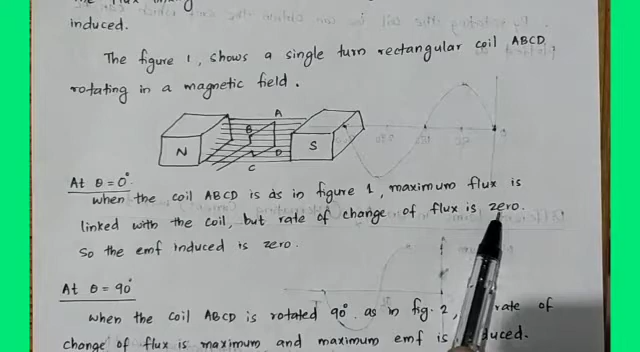 induced.
The figure 1, shows a single turn rectangular coil ABCD,
rotating in a magnetic field.
A
B
N
D
S
C
At θ = 0°
When the coil ABCD is as in figure 1, maximum flux is
linked with the coil, but rate of change of flux is zero.
So the emf induced is zero.
At θ = 90°
When the coil ABCD is rotated 90° as in fig. 2, rate of
change of flux is maximum and maximum emf is induced.